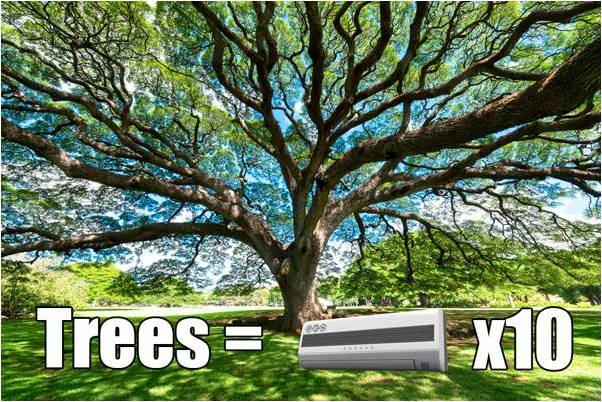 Trees = x10